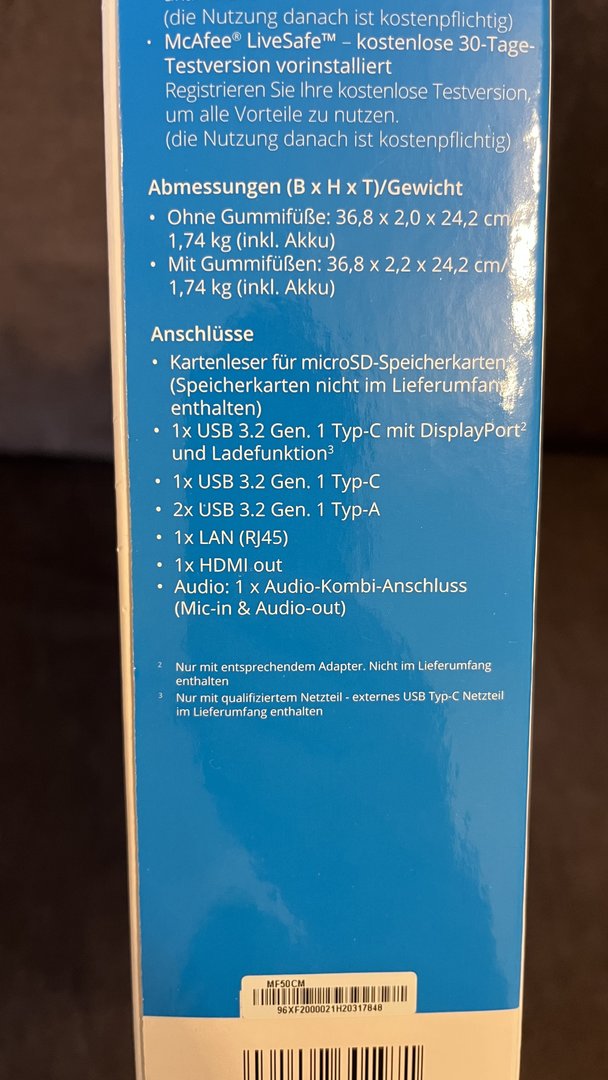 (die Nutzung danach ist kostenpflichtig)
• McAfee® LiveSafe™ – kostenlose 30-Tage-
Testversion vorinstalliert
Registrieren Sie Ihre kostenlose Testversion,
um alle Vorteile zu nutzen.
(die Nutzung danach ist kostenpflichtig)
Abmessungen (B x H x T)/Gewicht
• Ohne Gummifüße: 36,8 x 2,0 x 24,2 cm/
1,74 kg (inkl. Akku)
• Mit Gummifüßen: 36,8 x 2,2 x 24,2 cm/
1,74 kg (inkl. Akku)
Anschlüsse
• Kartenleser für microSD-Speicherkarten
(Speicherkarten nicht im Lieferumfang
enthalten)
• 1x USB 3.2 Gen. 1 Typ-C mit DisplayPort²
und Ladefunktion³
• 1x USB 3.2 Gen. 1 Typ-C
• 2x USB 3.2 Gen. 1 Typ-A
• 1x LAN (RJ45)
• 1x HDMI out
• Audio: 1 x Audio-Kombi-Anschluss
(Mic-in & Audio-out)
² Nur mit entsprechendem Adapter. Nicht im Lieferumfang
enthalten
³ Nur mit qualifiziertem Netzteil - externes USB Typ-C Netzteil
im Lieferumfang enthalten
MF50CM
96XF2000021H20317848